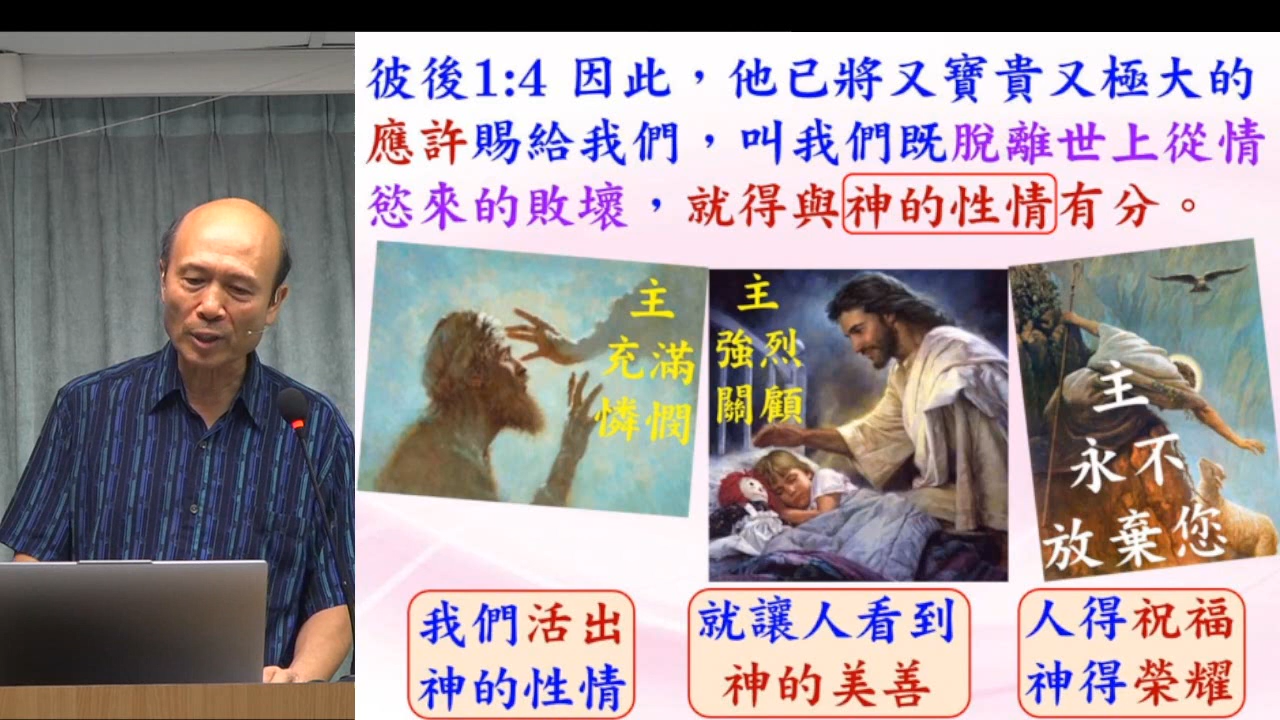 彼後1:4 因此，他已將又寶貴又極大的
應許賜給我們，叫我們既脫離世上從情
慾來的敗壞，就得與神的性情有分。
主
充滿
憐憫
主
強烈
關顧
主
永不
放棄您
我們活出
神的性情
就讓人看到
神的美善
人得祝福
神得榮耀